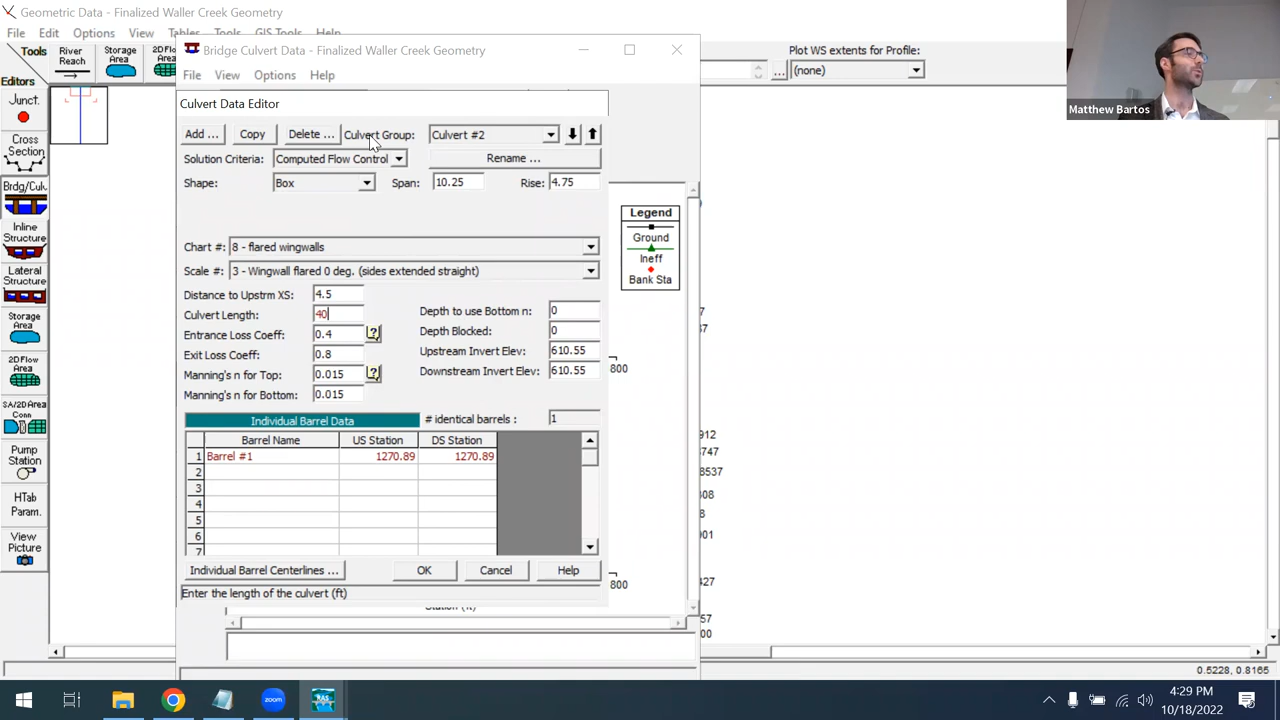 Geometric Data - Finalized Waller Creek Geometry
File Edit Options View Tables Tools GIS Tools Help
Tools
River Reach
Storage Area
2D Flow
Plot WS extents for Profile:
(none)
...
Matthew Bartos
Editors
Junct.
Cross Section
Brdg/Culv
Inline Structure
Lateral Structure
Storage Area
2D Flow Area
SA/2D Area Conn
Pump Station
HTab Param.
View Picture
Bridge Culvert Data - Finalized Waller Creek Geometry
File View Options Help
Culvert Data Editor
Add ... Copy Delete ... Culvert Group: Culvert #2
Solution Criteria: Computed Flow Control Rename ...
Shape: Box Span: 10.25 Rise: 4.75
Chart #: 8 - flared wingwalls
Scale #: 3 - Wingwall flared 0 deg. (sides extended straight)
Distance to Upstrm XS: 4.5
Culvert Length: 40
Entrance Loss Coeff: 0.4
Exit Loss Coeff: 0.8
Manning's n for Top: 0.015
Manning's n for Bottom: 0.015
Depth to use Bottom n: 0
Depth Blocked: 0
Upstream Invert Elev: 610.55
Downstream Invert Elev: 610.55
Individual Barrel Data # identical barrels : 1
Barrel Name US Station DS Station
1 Barrel #1 1270.89 1270.89
2
3
4
5
6
7
Individual Barrel Centerlines ... OK Cancel Help
Enter the length of the culvert (ft)
Legend
Ground
Ineff
Bank Sta
0.5228, 0.8165
4:29 PM
10/18/2022
zoom
RAS